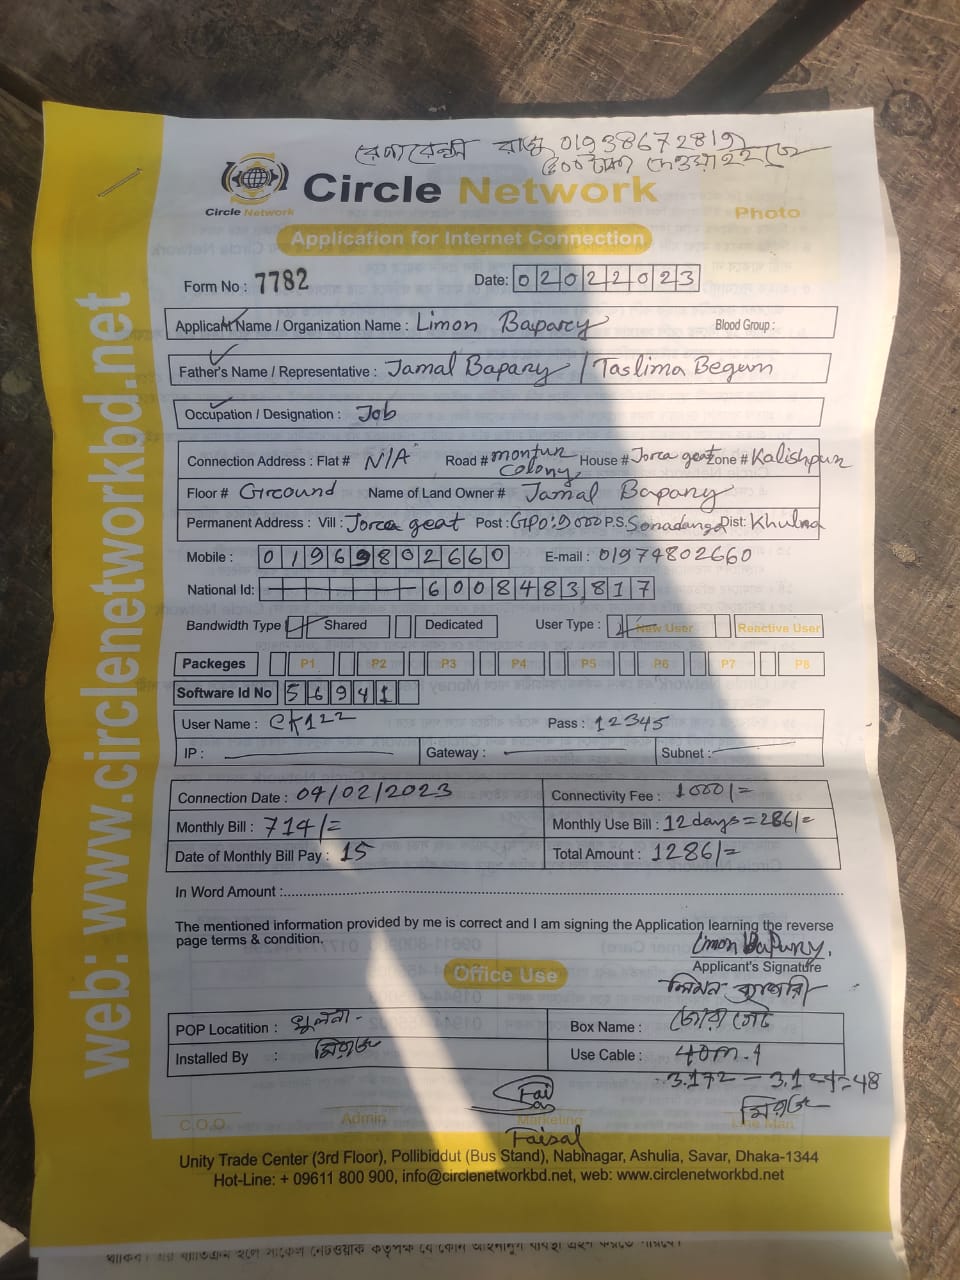 রেফারেন্স রাজু 01938672819
৫০০ টাকা দেওয়া হইছে
Circle Network
Circle Network
Photo
Application for Internet Connection
Form No : 7782 Date: 02022023
Applicant Name / Organization Name : Limon Bapary Blood Group :
Father's Name / Representative : Jamal Bapary / Taslima Begum
Occupation / Designation : Job
Connection Address : Flat # N/A Road # montun colony House # Jorca geat Zone # Kalishpur
Floor # Ground Name of Land Owner # Jamal Bapary
Permanent Address : Vill : Jorca geat Post : GPO:9000 P.S. Sonadanga Dist: Khulna
Mobile : 01969802660 E-mail : 01974802660
National Id: 6008483817
Bandwidth Type Shared Dedicated User Type : New User Reactive User
Packeges P1 P2 P3 P4 P5 P6 P7 P8
Software Id No 56941
User Name : ck122 Pass : 12345
IP : Gateway : Subnet :
Connection Date : 04/02/2023 Connectivity Fee : 1000/=
Monthly Bill : 714/= Monthly Use Bill : 12 days = 286/=
Date of Monthly Bill Pay : 15 Total Amount : 1286/=
In Word Amount :
The mentioned information provided by me is correct and I am signing the Application learning the reverse
page terms & condition.
Limon Bapary.
Applicant's Signature
Office Use
লিমন ব্যাপারী
POP Locatition : খুলনা- Box Name : জোরা গেট
Installed By : মিরাজ Use Cable : 40m.
3.172 - 3.124=48
মিরাজ
C.O.O. Admin Marketing Line Man
Faisal
Unity Trade Center (3rd Floor), Pollibiddut (Bus Stand), Nabinagar, Ashulia, Savar, Dhaka-1344
Hot-Line: + 09611 800 900, info@circlenetworkbd.net, web: www.circlenetworkbd.net
web: www.circlenetworkbd.net